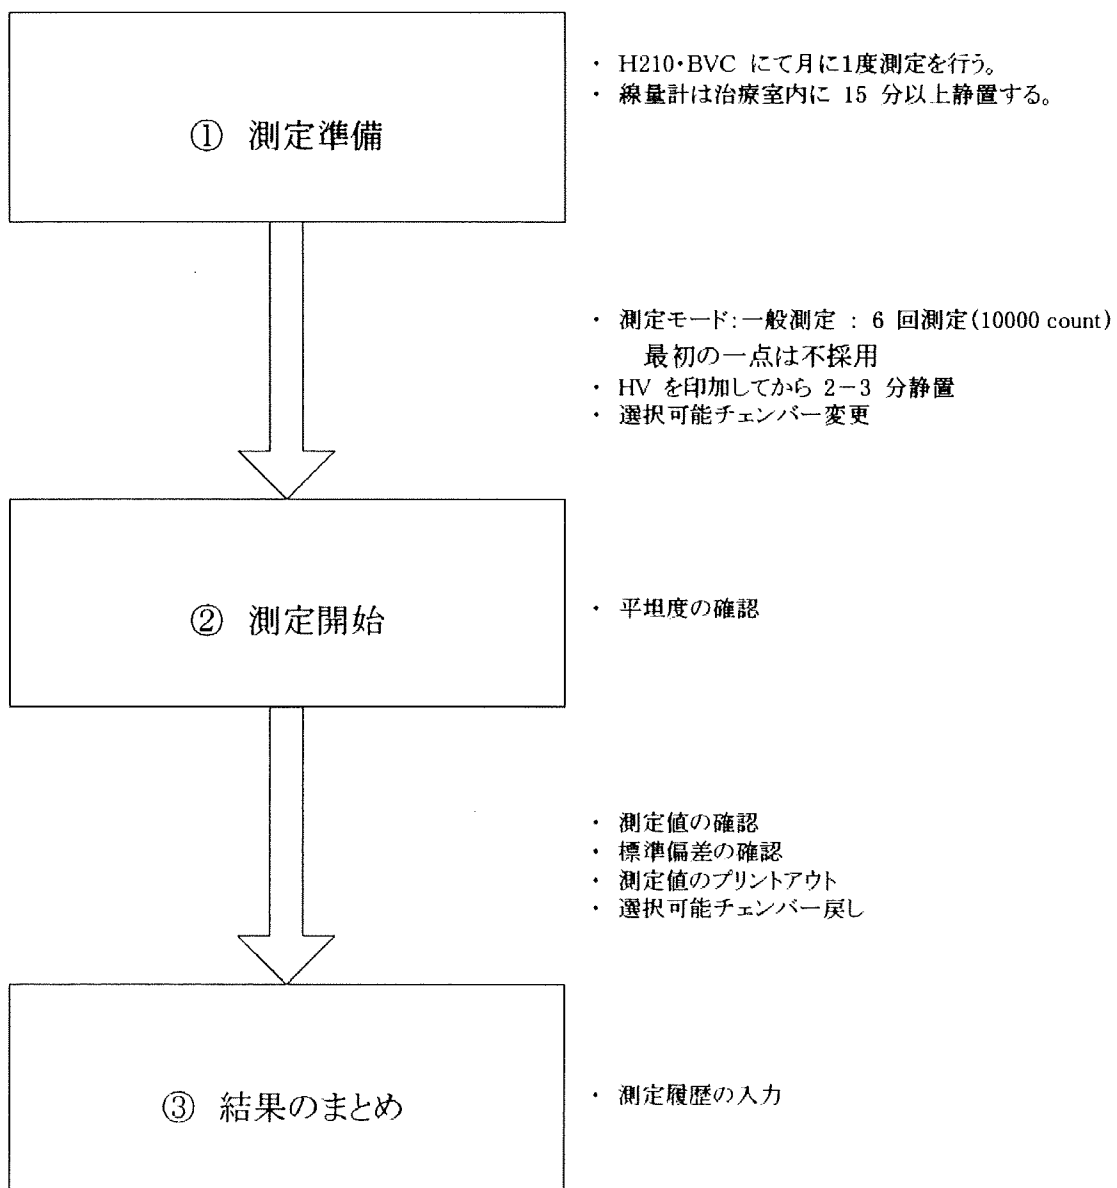 ① 測定準備
・ H210・BVC にて月に1度測定を行う。
・ 線量計は治療室内に 15 分以上静置する。
・ 測定モード:一般測定 : 6 回測定(10000 count)
最初の一点は不採用
・ HV を印加してから 2-3 分静置
・ 選択可能チェンバー変更
② 測定開始
・ 平坦度の確認
・ 測定値の確認
・ 標準偏差の確認
・ 測定値のプリントアウト
・ 選択可能チェンバー戻し
③ 結果のまとめ
・ 測定履歴の入力